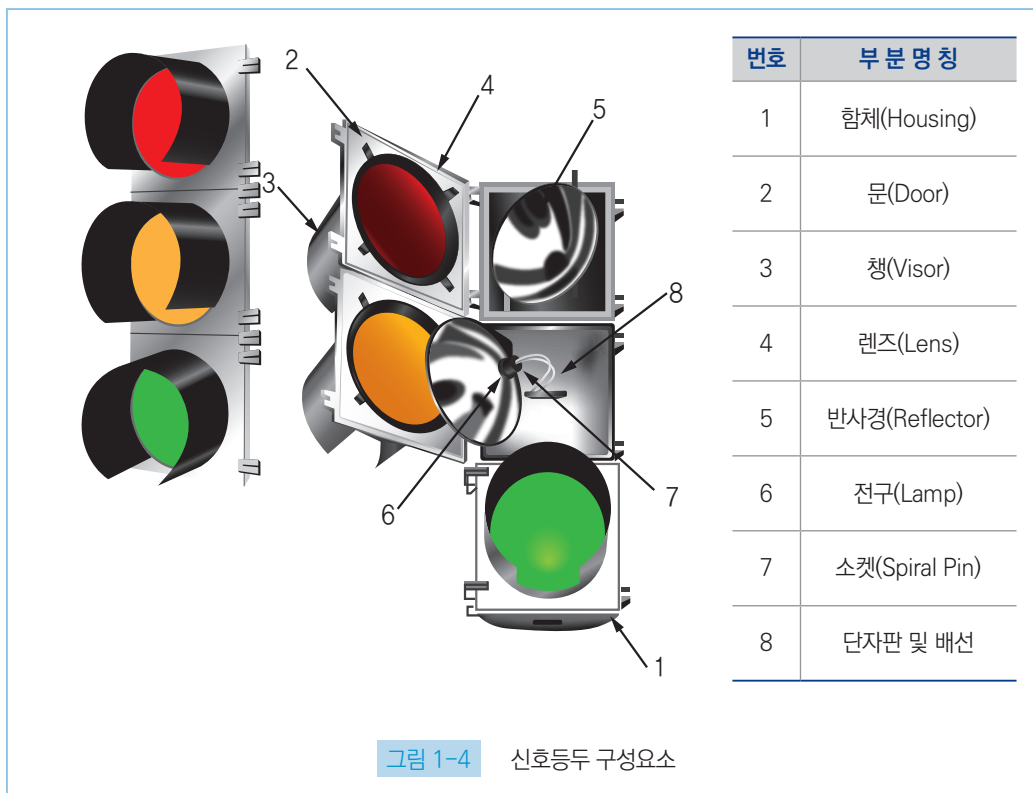 2
4
5
3
8
6
7
1
번호 부 분 명 칭
1 함체(Housing)
2 문(Door)
3 챙(Visor)
4 렌즈(Lens)
5 반사경(Reflector)
6 전구(Lamp)
7 소켓(Spiral Pin)
8 단자판 및 배선
그림 1-4 신호등두 구성요소